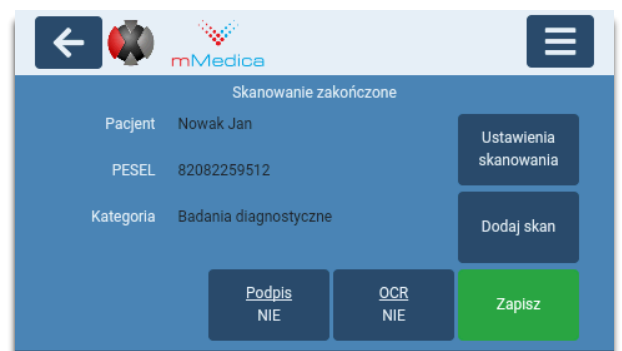 mMedica
Skanowanie zakończone
Pacjent Nowak Jan
PESEL 82082259512
Kategoria Badania diagnostyczne
Ustawienia
skanowania
Dodaj skan
Podpis
NIE
OCR
NIE
Zapisz